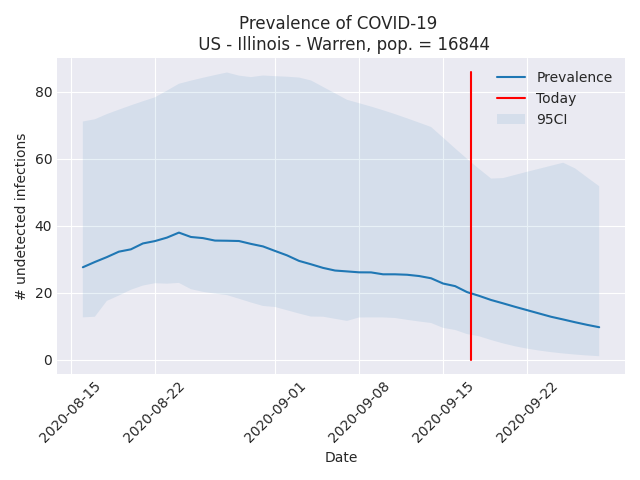 Prevalence of COVID-19
US - Illinois - Warren, pop. = 16844
Prevalence
Today
95CI
# undetected infections
80
60
40
20
0
2020-08-15
2020-08-22
2020-09-01
2020-09-08
2020-09-15
2020-09-22
Date